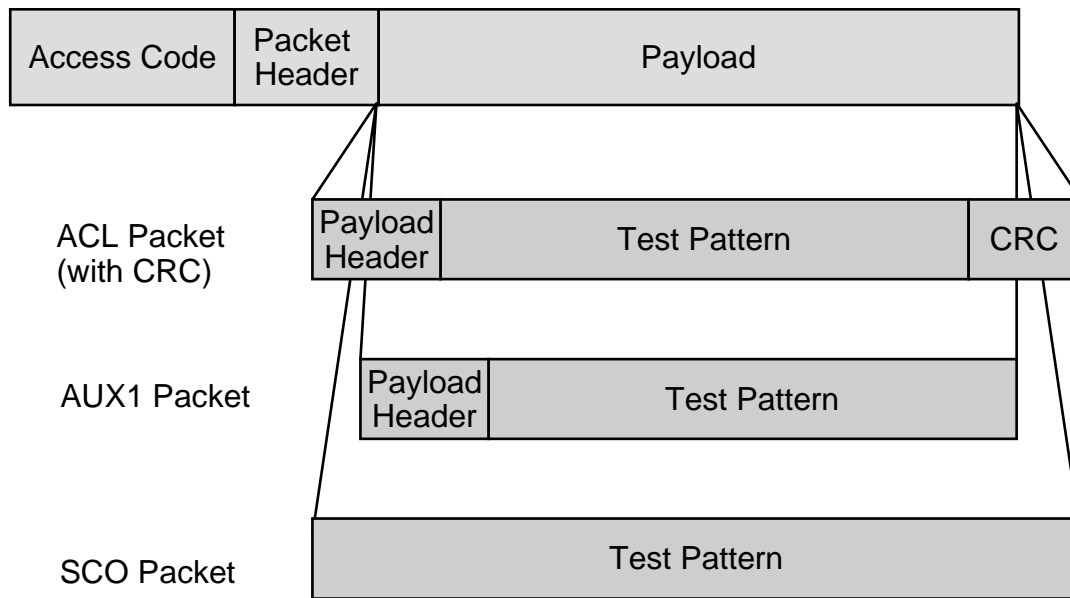 Access Code
Packet
Header
Payload
ACL Packet
(with CRC)
Payload
Header
Test Pattern
CRC
AUX1 Packet
Payload
Header
Test Pattern
SCO Packet
Test Pattern